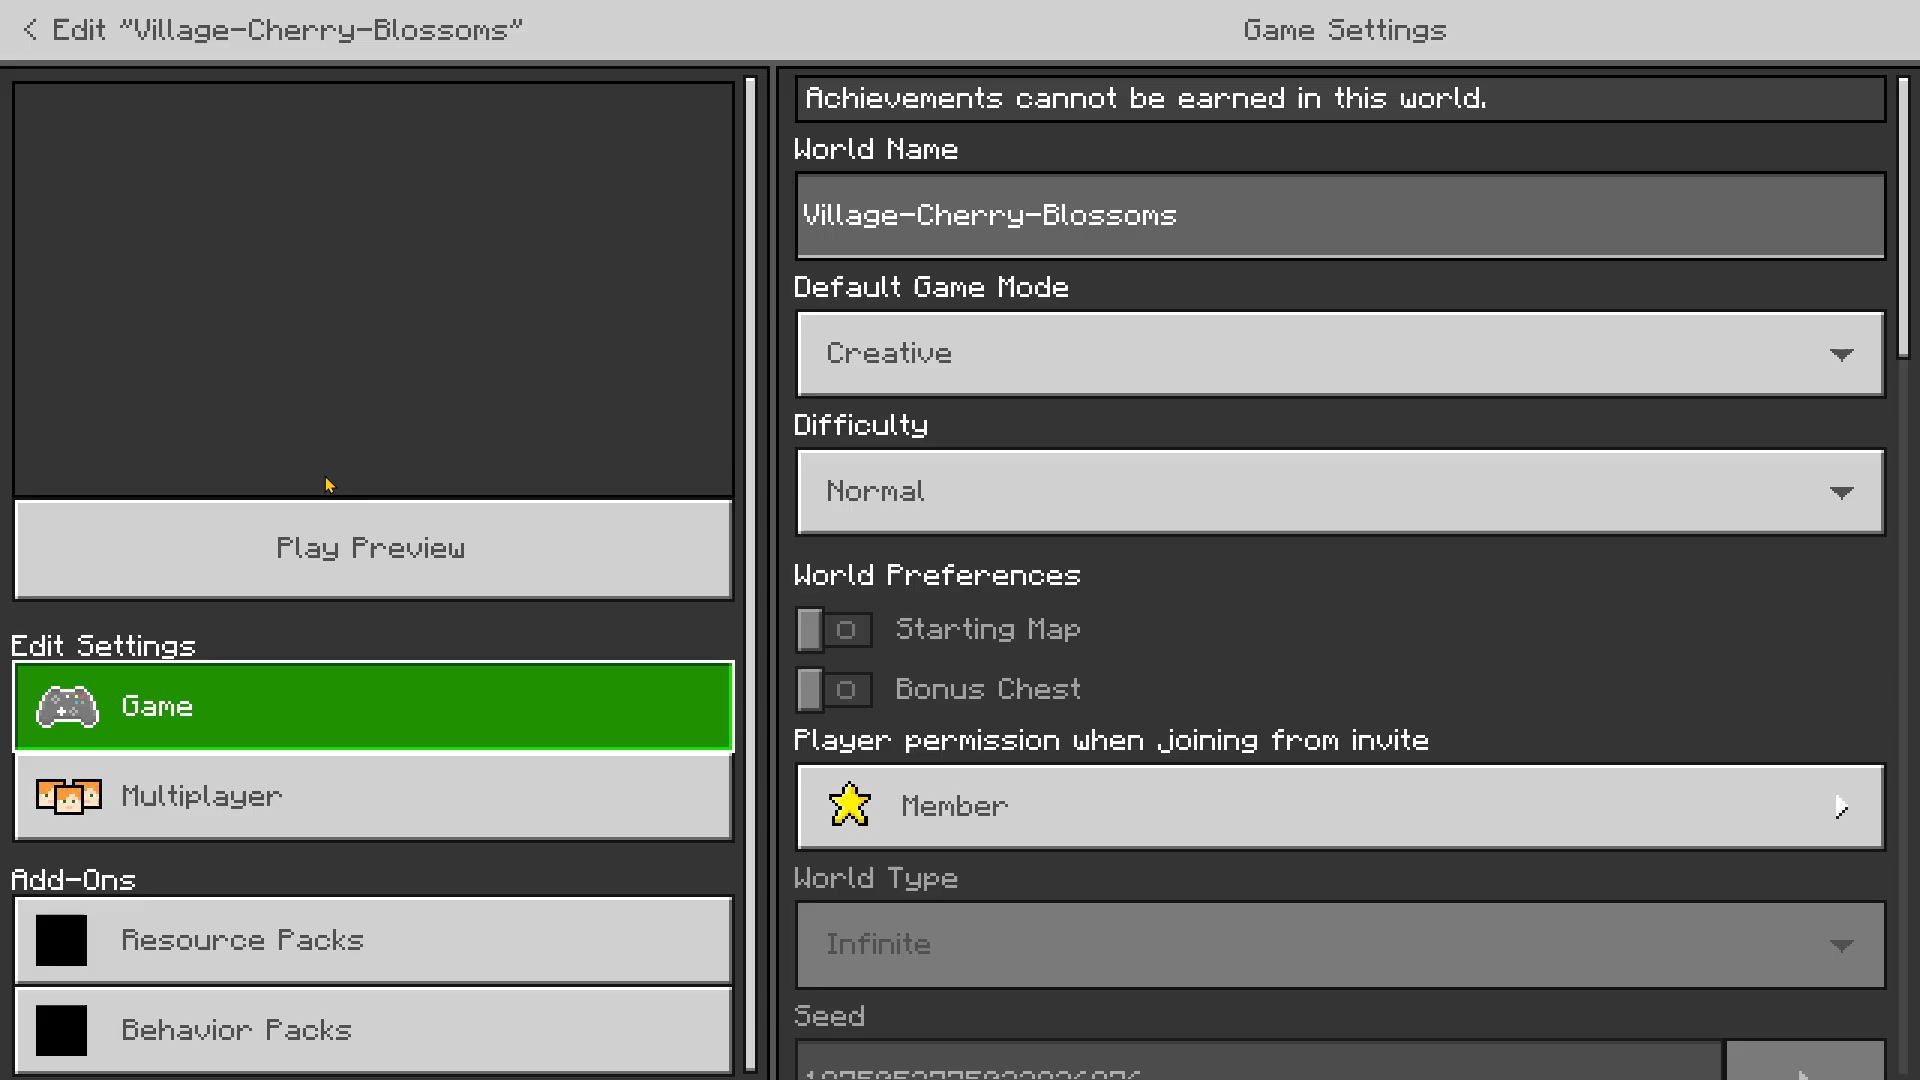 Edit "Village-Cherry-Blossoms"
Game Settings
Play Preview
Edit Settings
Game
Multiplayer
Add-Ons
Resource Packs
Behavior Packs
Achievements cannot be earned in this world.
World Name
Village-Cherry-Blossoms
Default Game Mode
Creative
Difficulty
Normal
World Preferences
Starting Map
Bonus Chest
Player permission when joining from invite
Member
World Type
Infinite
Seed